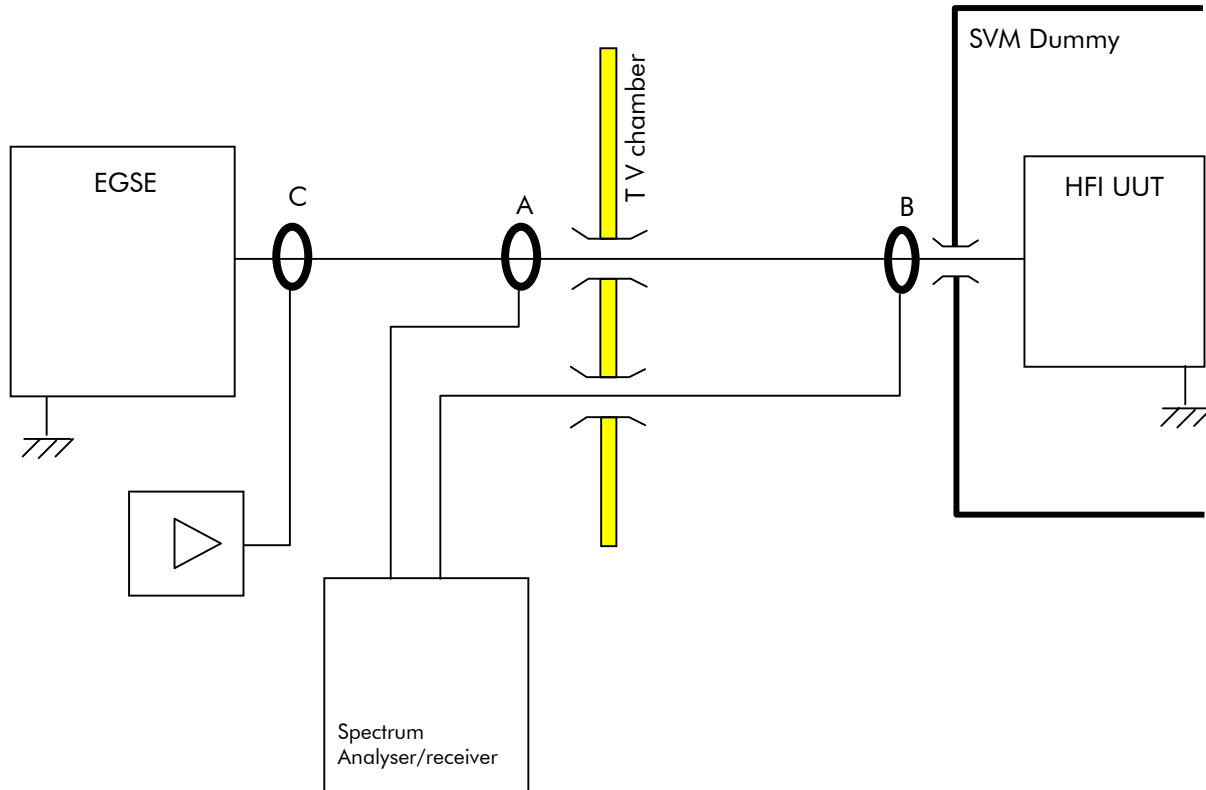 SVM Dummy
T V chamber
EGSE
HFI UUT
C
A
B
Spectrum
Analyser/receiver